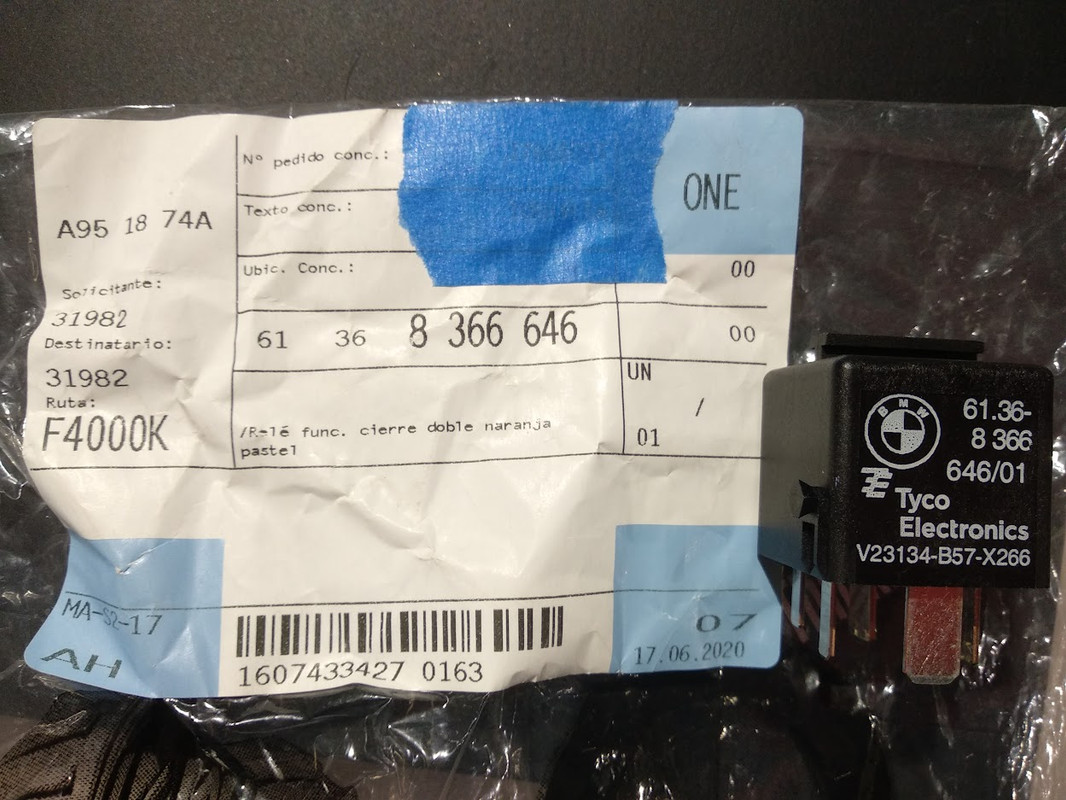 A95 18 74A
Solicitante:
31982
Destinatario:
31982
Ruta:
F4000K
Nº pedido conc.:
Texto conc.:
Ubic. Conc.:
ONE
00
61 36 8 366 646
00
/R-lé func. cierre doble naranja
pastel
UN
/
01
MA-S2-17
AH
1607433427 0163
07
17.06.2020
BMW
61.36-
8 366
646/01
Tyco
Electronics
V23134-B57-X266